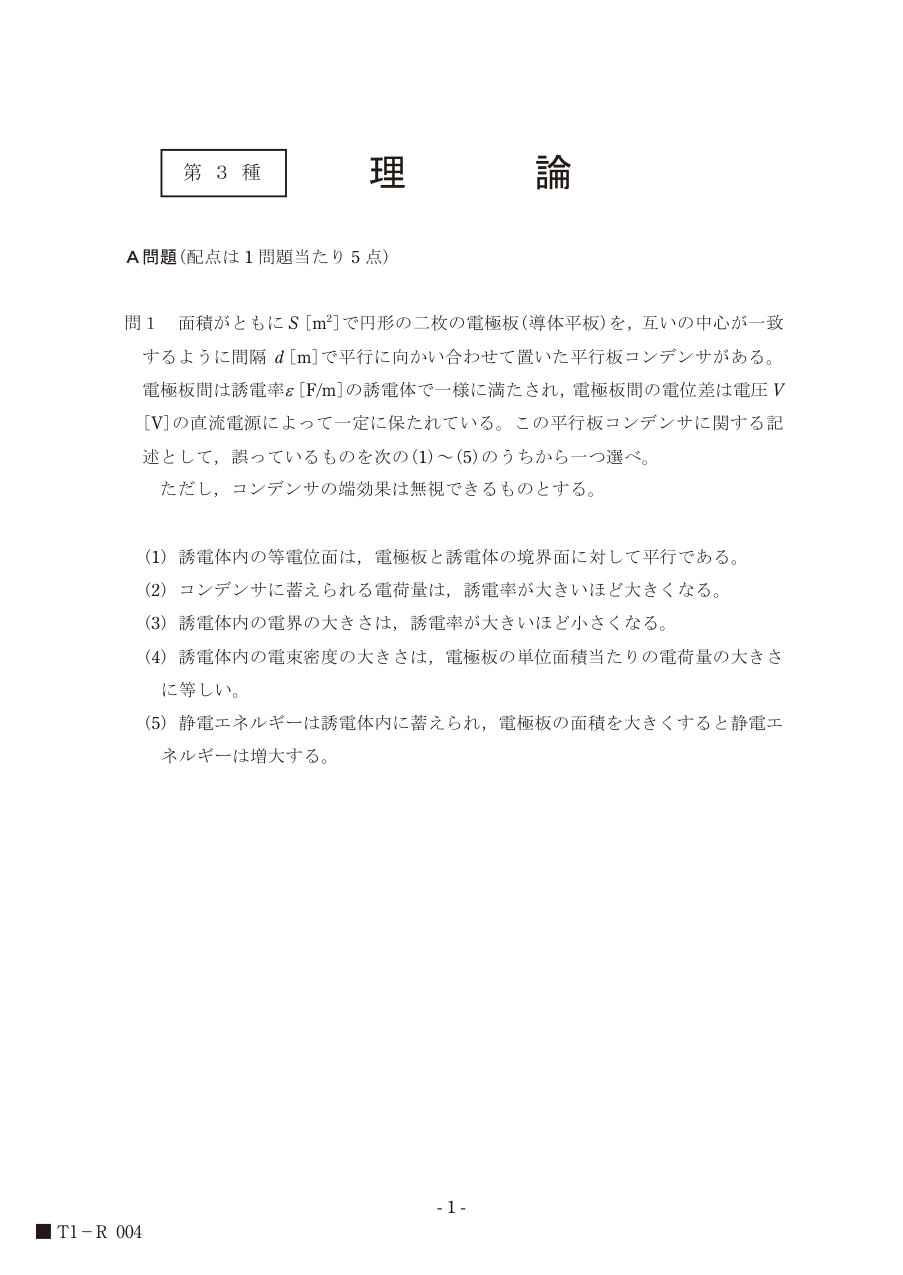 第 3 種
理 論
A問題(配点は1問題当たり5点)
問1 面積がともに S [m²]で円形の二枚の電極板(導体平板)を，互いの中心が一致
するように間隔 d [m]で平行に向かい合わせて置いた平行板コンデンサがある。
電極板間は誘電率ε [F/m]の誘電体で一様に満たされ，電極板間の電位差は電圧 V
[V]の直流電源によって一定に保たれている。この平行板コンデンサに関する記
述として，誤っているものを次の(1)～(5)のうちから一つ選べ。
ただし，コンデンサの端効果は無視できるものとする。
(1) 誘電体内の等電位面は，電極板と誘電体の境界面に対して平行である。
(2) コンデンサに蓄えられる電荷量は，誘電率が大きいほど大きくなる。
(3) 誘電体内の電界の大きさは，誘電率が大きいほど小さくなる。
(4) 誘電体内の電束密度の大きさは，電極板の単位面積当たりの電荷量の大きさ
に等しい。
(5) 静電エネルギーは誘電体内に蓄えられ，電極板の面積を大きくすると静電エ
ネルギーは増大する。
- 1 -
■ T1－R 004